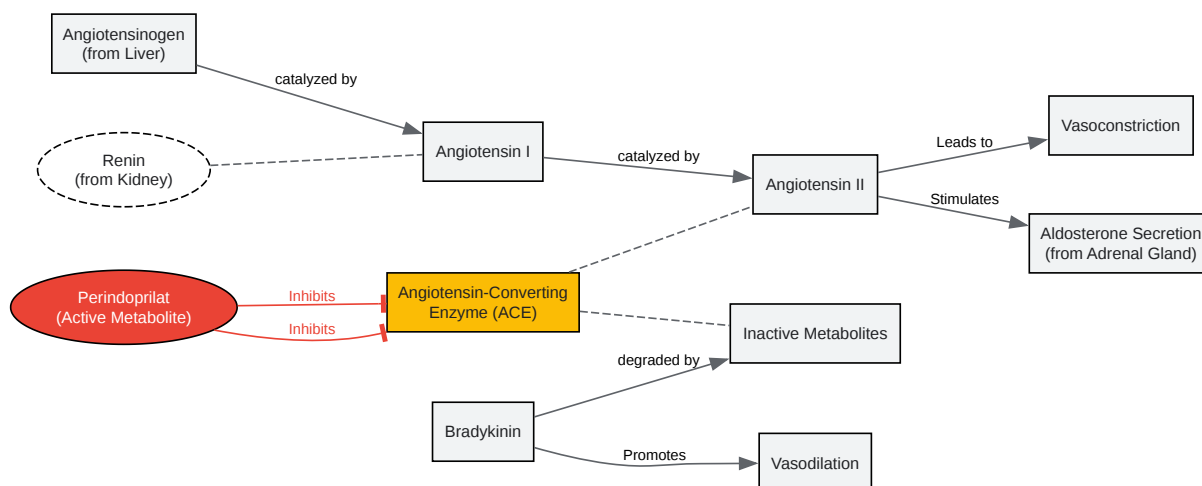 Angiotensinogen
(from Liver)
catalyzed by
Renin
(from Kidney)
Angiotensin I
catalyzed by
Angiotensin II
Leads to
Vasoconstriction
Stimulates
Aldosterone Secretion
(from Adrenal Gland)
Perindoprilat
(Active Metabolite)
Inhibits
Inhibits
Angiotensin-Converting
Enzyme (ACE)
Inactive Metabolites
degraded by
Bradykinin
Promotes
Vasodilation